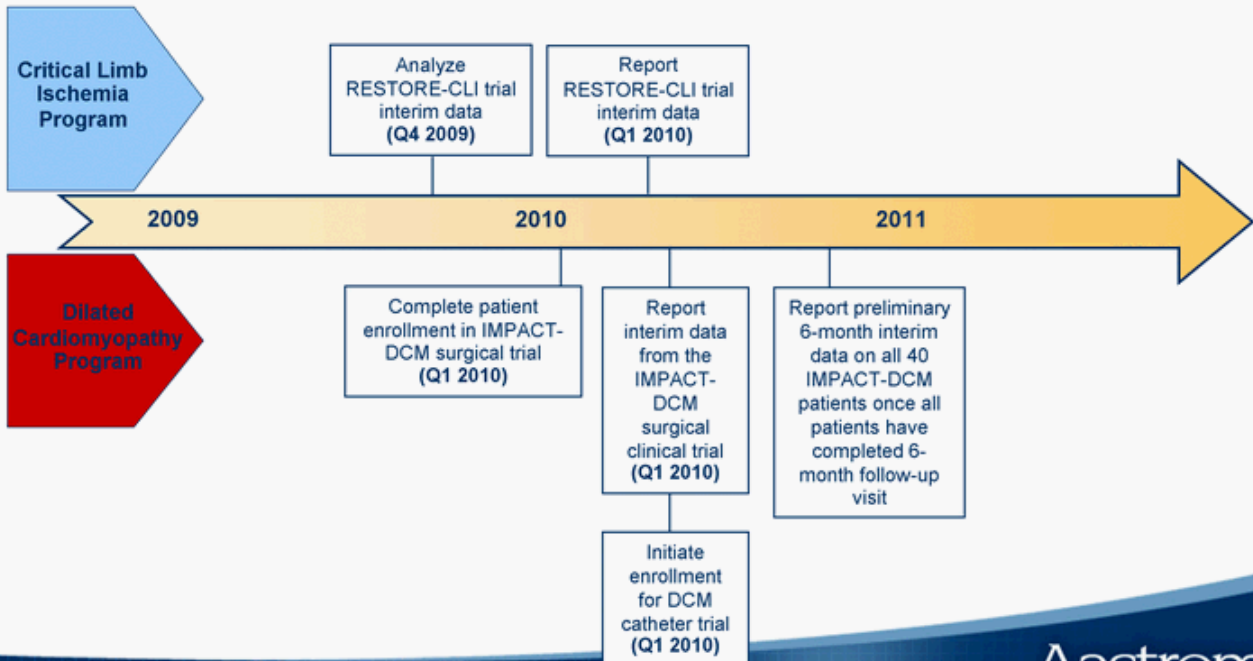 Critical Limb
Ischemia
Program
Analyze
RESTORE-CLI trial
interim data
(Q4 2009)
Report
RESTORE-CLI trial
interim data
(Q1 2010)
2009
2010
2011
Dilated
Cardiomyopathy
Program
Complete patient
enrollment in IMPACT-
DCM surgical trial
(Q1 2010)
Report
interim data
from the
IMPACT-
DCM
surgical
clinical trial
(Q1 2010)
Report preliminary
6-month interim
data on all 40
IMPACT-DCM
patients once all
patients have
completed 6-
month follow-up
visit
Initiate
enrollment
for DCM
catheter trial
(Q1 2010)